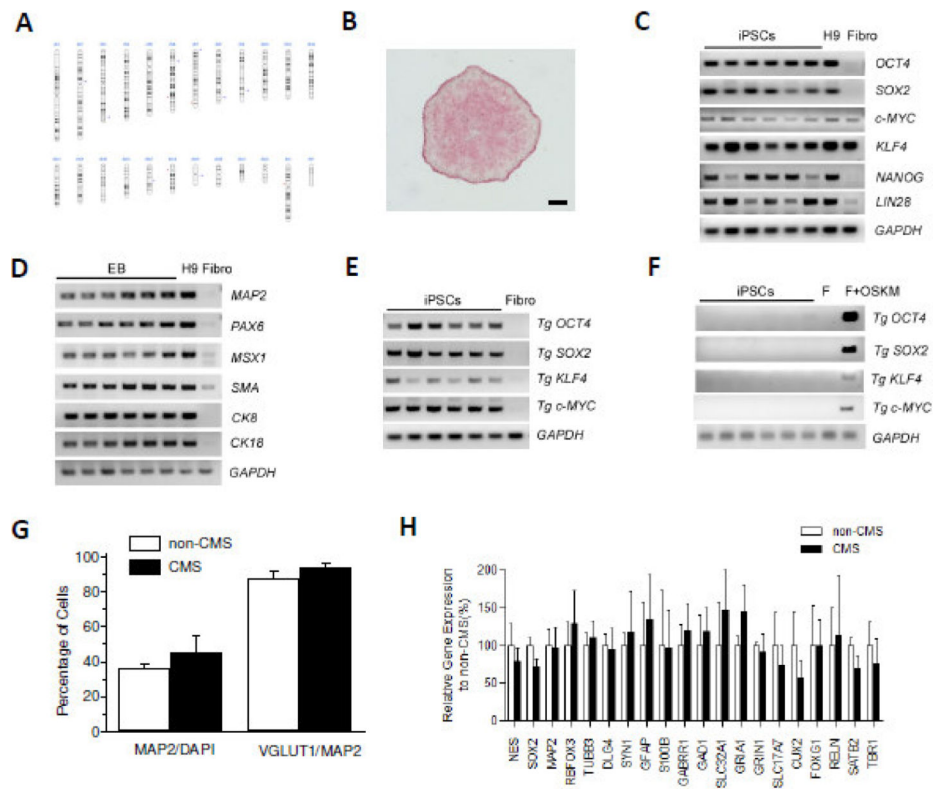 A
B
C
iPSCs H9 Fibro
OCT4
SOX2
c-MYC
KLF4
NANOG
LIN28
GAPDH
D
EB H9 Fibro
MAP2
PAX6
MSX1
SMA
CK8
CK18
GAPDH
E
iPSCs Fibro
Tg OCT4
Tg SOX2
Tg KLF4
Tg c-MYC
GAPDH
F
iPSCs F F+OSKM
Tg OCT4
Tg SOX2
Tg KLF4
Tg c-MYC
GAPDH
G
non-CMS
CMS
Percentage of Cells
100
80
60
40
20
0
MAP2/DAPI VGLUT1/MAP2
H
non-CMS
CMS
Relative Gene Expression
to non-CMS(%)
200
150
100
50
0
NES
SOX2
MAP2
RBFOX3
TUBB3
DLG4
SYN1
GFAP
S100B
GABRR1
GAD1
SLC32A1
GRIA1
GRIN1
SLC17A7
CUX2
FOXG1
RELN
SATB2
TBR1